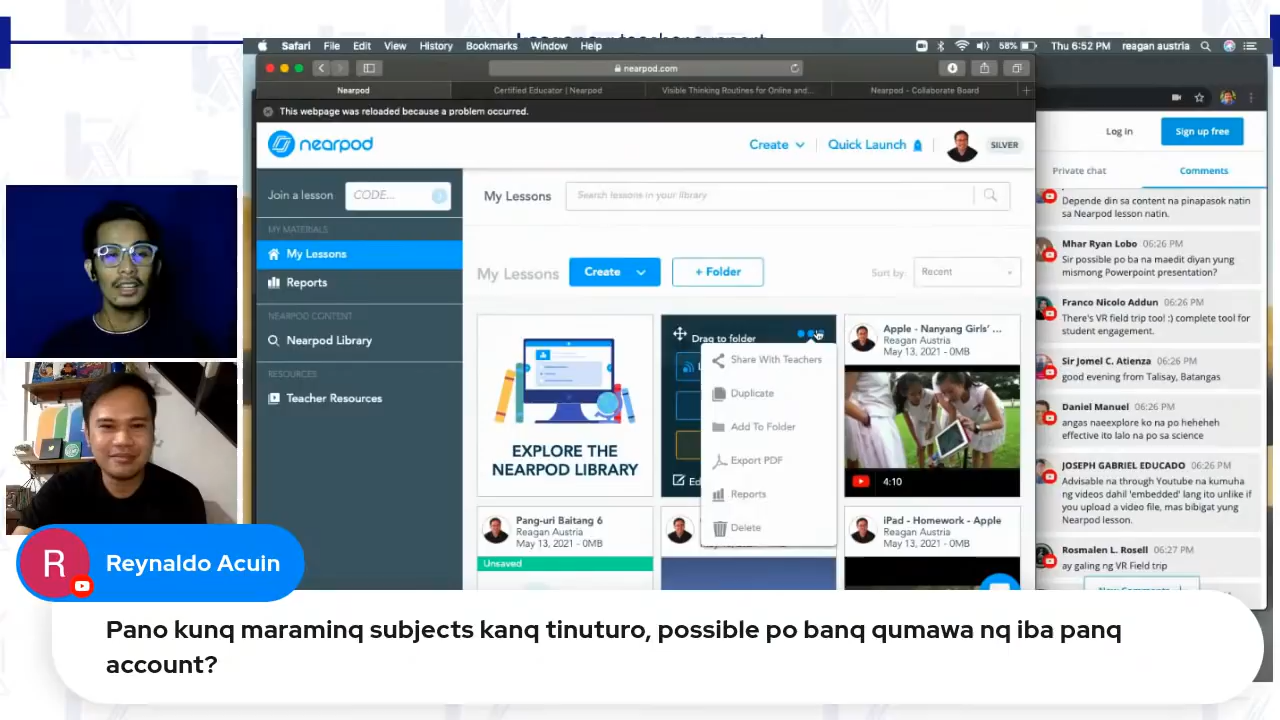 Safari File Edit View History Bookmarks Window Help
58% Thu 6:52 PM reagan austria
nearpod.com
Nearpod
Certified Educator | Nearpod
Visible Thinking Routines for Online and...
Nearpod - Collaborate Board
This webpage was reloaded because a problem occurred.
nearpod
Create
Quick Launch
SILVER
Join a lesson
CODE...
MY MATERIALS
My Lessons
Reports
NEARPOD CONTENT
Nearpod Library
RESOURCES
Teacher Resources
My Lessons
Search lessons in your library
My Lessons
Create
+ Folder
Sort by:
Recent
EXPLORE THE
NEARPOD LIBRARY
Drag to folder
Share With Teachers
Duplicate
Add To Folder
Export PDF
Reports
Delete
Apple - Nanyang Girls' ...
Reagan Austria
May 13, 2021 - 0MB
4:10
Pang-uri Baitang 6
Reagan Austria
May 13, 2021 - 0MB
Unsaved
iPad - Homework - Apple
Reagan Austria
May 13, 2021 - 0MB
Log in
Sign up free
Private chat
Comments
Depende din sa content na pinapasok natin
sa Nearpod lesson natin.
Mhar Ryan Lobo 06:26 PM
Sir possible po ba na maedit diyan yung
mismong Powerpoint presentation?
Franco Nicolo Addun 06:26 PM
There's VR field trip tool :) complete tool for
student engagement.
Sir Jomel C. Atienza 06:26 PM
good evening from Talisay, Batangas
Daniel Manuel 06:26 PM
angas naeexplore ko na po heheheh
effective ito lalo na po sa science
JOSEPH GABRIEL EDUCADO 06:26 PM
Advisable na through Youtube na kumuha
ng videos dahil 'embedded' lang ito unlike if
you upload a video file, mas bibigat yung
Nearpod lesson.
Rosmalen L. Rosell 06:27 PM
ay galing ng VR Field trip
R
Reynaldo Acuin
Pano kung maraming subjects kang tinuturo, possible po bang gumawa ng iba pang
account?